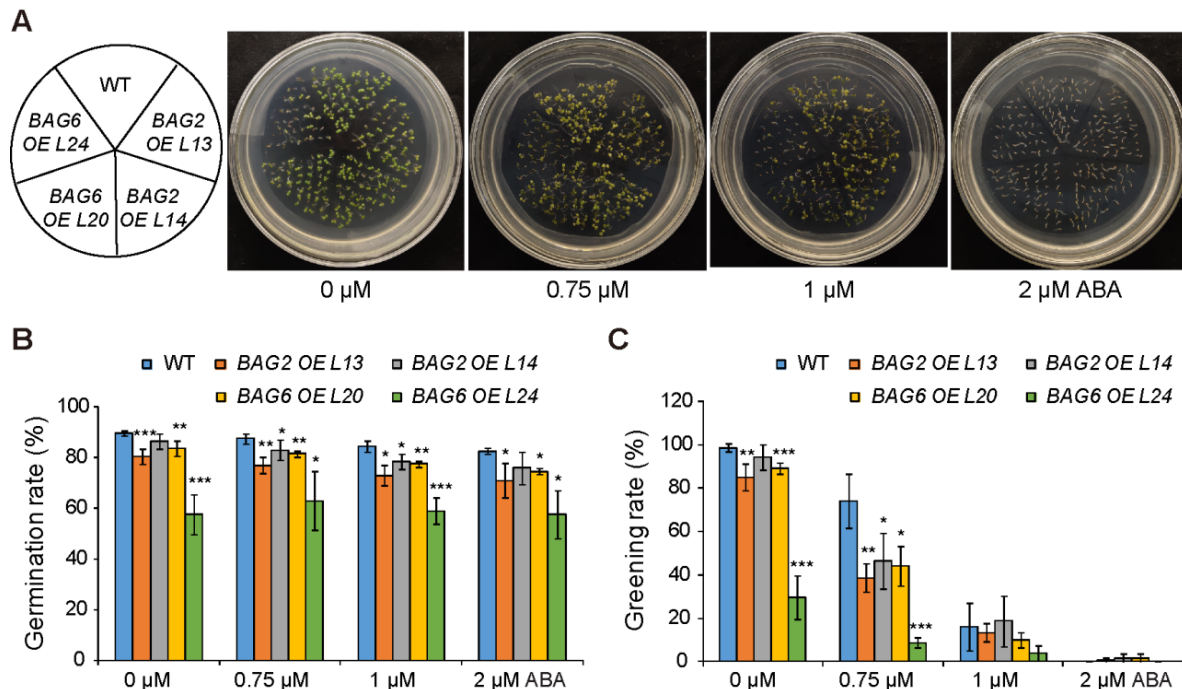 A
WT
BAG6 OE L24
BAG2 OE L13
BAG6 OE L20
BAG2 OE L14
0 µM
0.75 µM
1 µM
2 µM ABA
B
WT
BAG2 OE L13
BAG2 OE L14
BAG6 OE L20
BAG6 OE L24
Germination rate (%)
100
80
60
40
20
0
*** ** ***
** * ** *
* * ** ***
* * *
0 µM
0.75 µM
1 µM
2 µM ABA
C
WT
BAG2 OE L13
BAG2 OE L14
BAG6 OE L20
BAG6 OE L24
Greening rate (%)
120
100
80
60
40
20
0
** *** ***
** * * ***
0 µM
0.75 µM
1 µM
2 µM ABA